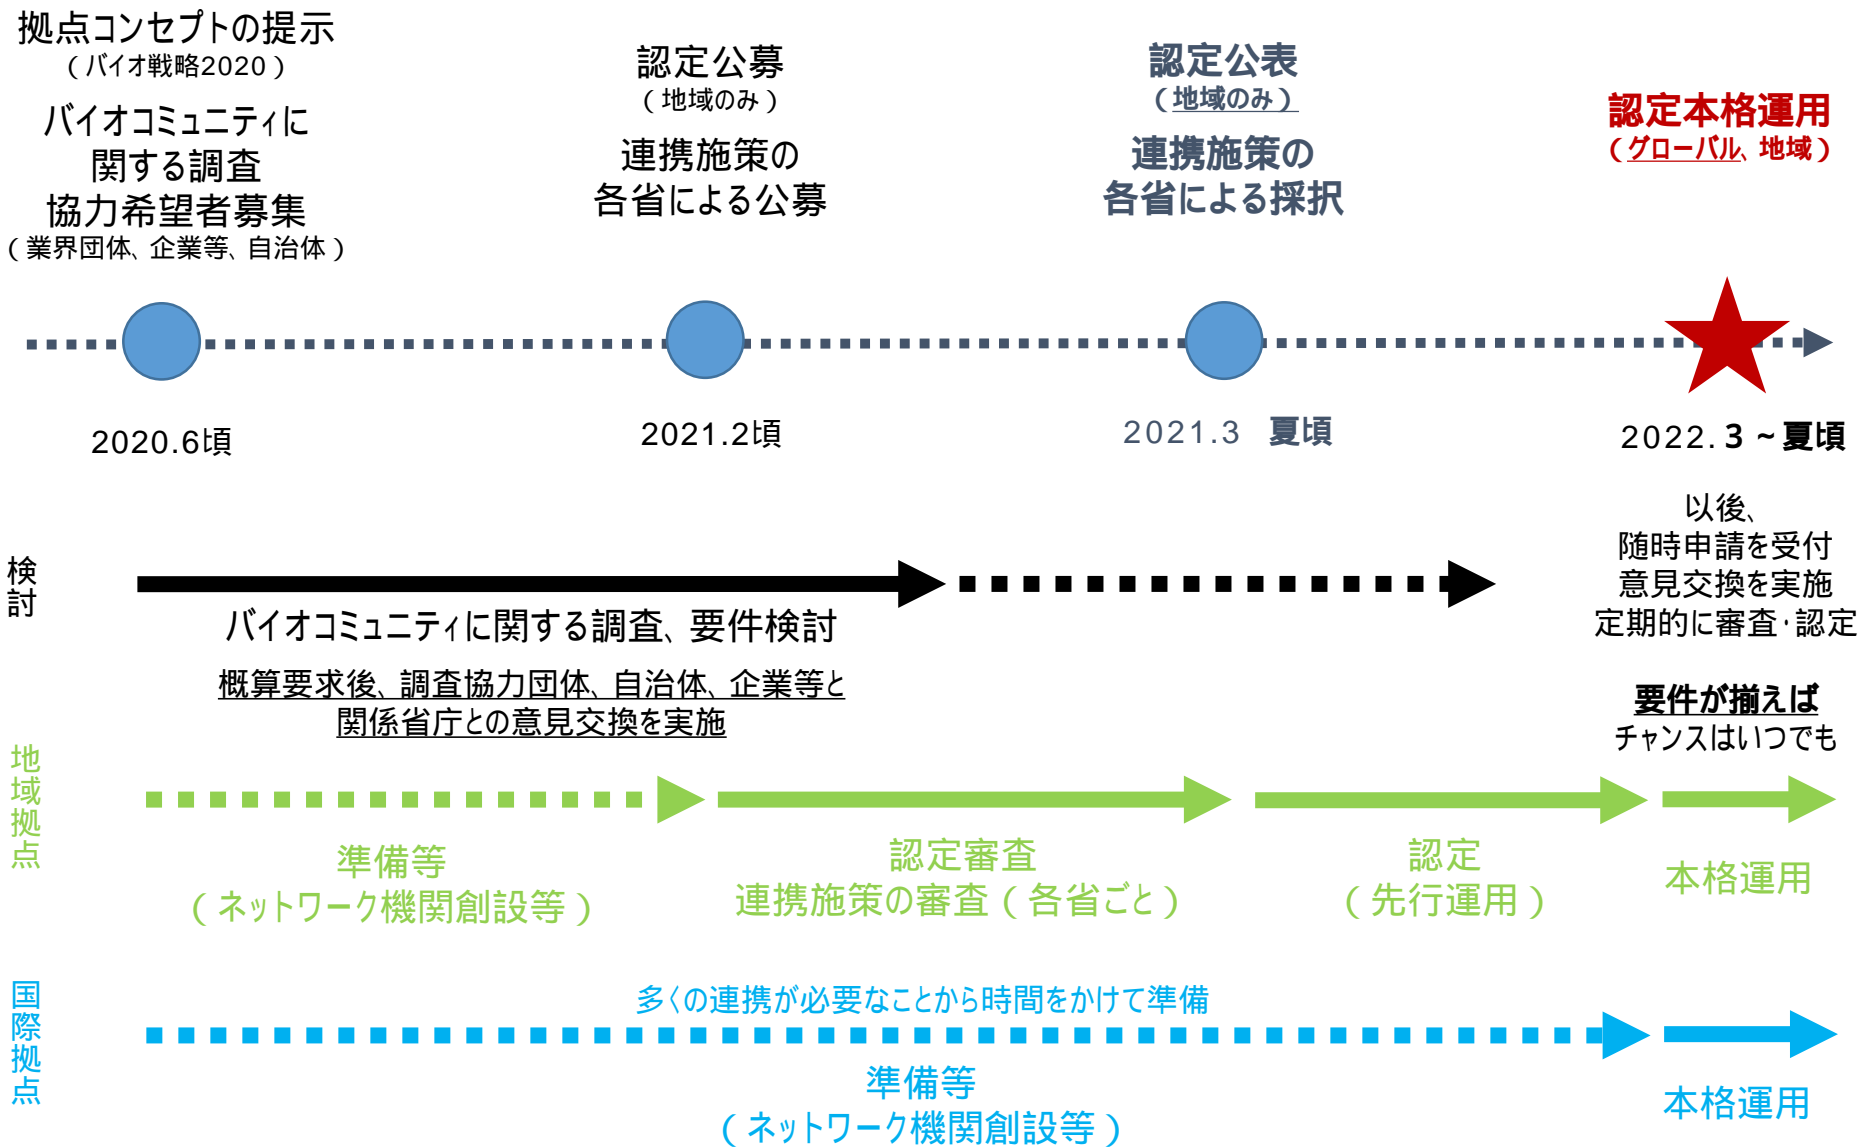 拠点コンセプトの提示
（バイオ戦略2020）
バイオコミュニティに
関する調査
協力希望者募集
（業界団体、企業等、自治体）
認定公募
（地域のみ）
連携施策の
各省による公募
認定公表
（地域のみ）
連携施策の
各省による採択
認定本格運用
（グローバル、地域）
2020.6頃
2021.2頃
2021.3　夏頃
2022.３～夏頃
以後、
随時申請を受付
意見交換を実施
定期的に審査・認定
要件が揃えば
チャンスはいつでも
検討
バイオコミュニティに関する調査、要件検討
概算要求後、調査協力団体、自治体、企業等と
関係省庁との意見交換を実施
地域拠点
準備等
（ネットワーク機関創設等）
認定審査
連携施策の審査（各省ごと）
認定
（先行運用）
本格運用
国際拠点
多くの連携が必要なことから時間をかけて準備
準備等
（ネットワーク機関創設等）
本格運用